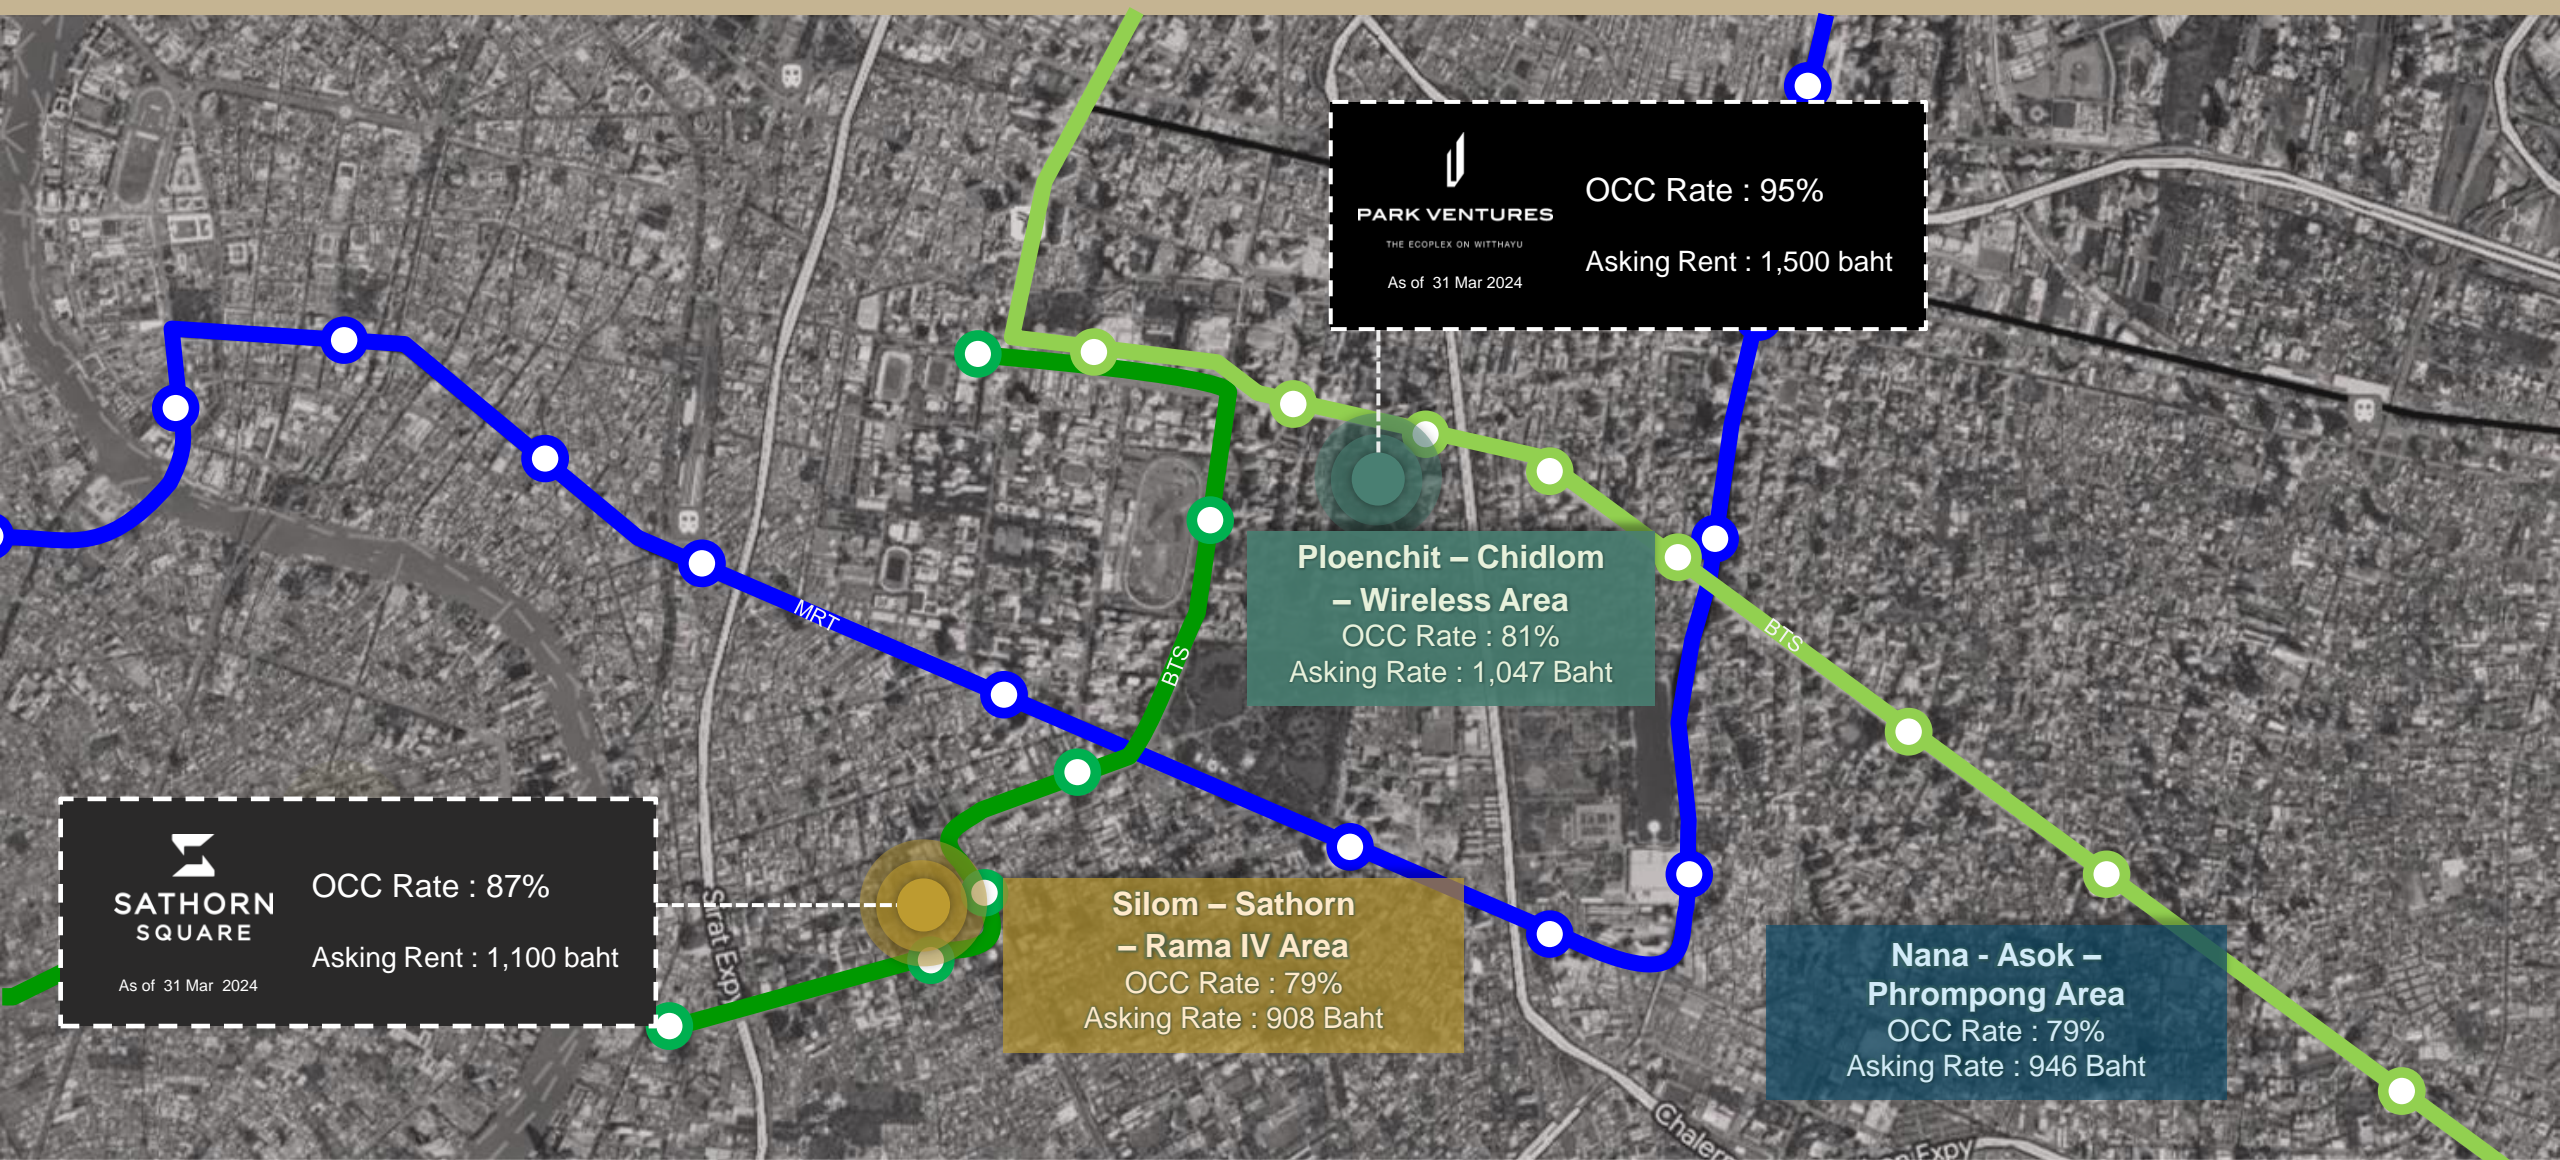 PARK VENTURES
THE ECOPLEX ON WITTHAYU
As of 31 Mar 2024
OCC Rate : 95%
Asking Rent : 1,500 baht
Ploenchit – Chidlom
– Wireless Area
OCC Rate : 81%
Asking Rate : 1,047 Baht
MRT
BTS
BTS
SATHORN
SQUARE
As of 31 Mar 2024
OCC Rate : 87%
Asking Rent : 1,100 baht
Sirat Expy
Silom – Sathorn
– Rama IV Area
OCC Rate : 79%
Asking Rate : 908 Baht
Nana - Asok –
Phrompong Area
OCC Rate : 79%
Asking Rate : 946 Baht
Expy